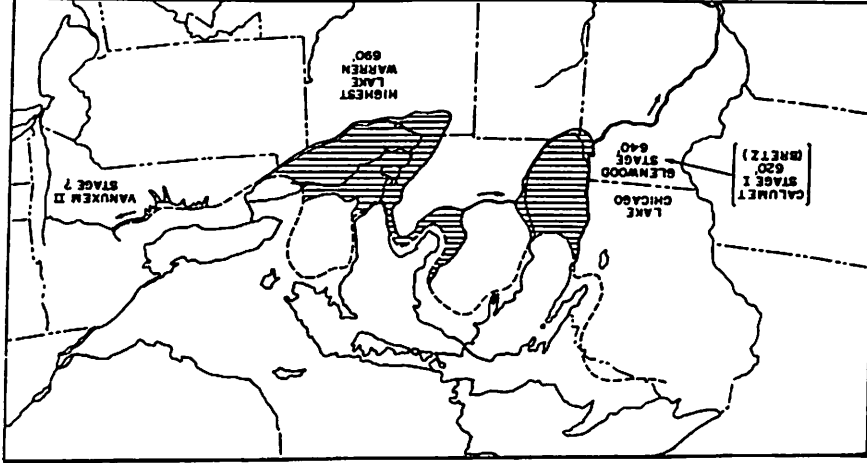 LAKE
CHICAGO
GLENWOOD
STAGE
640'
CALUMET
STAGE I
620'
(BRETZ)
VANUXEM II
STAGE ?
HIGHEST
LAKE
WARREN
690'